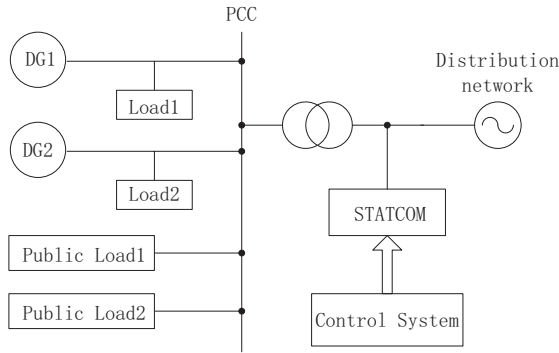 PCC
DG1
Load1
Distribution
network
DG2
Load2
STATCOM
Public Load1
Public Load2
Control System